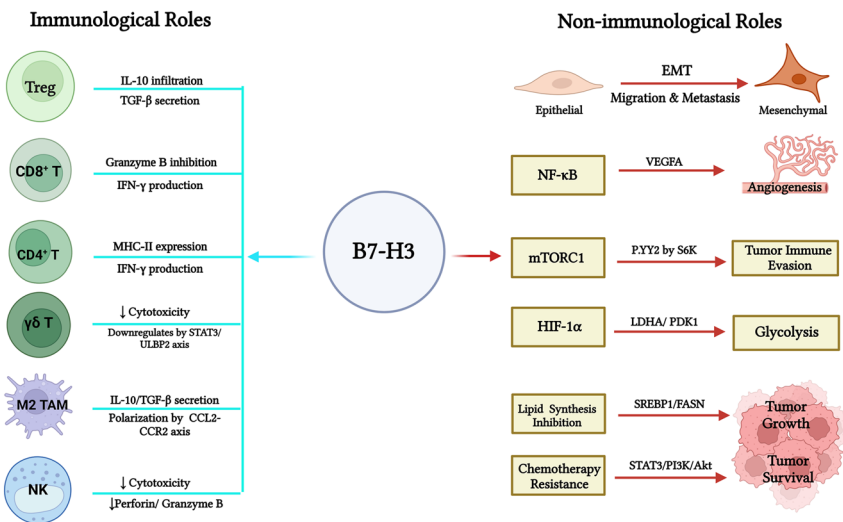 Immunological Roles
Treg
IL-10 infiltration
TGF-β secretion
CD8⁺ T
Granzyme B inhibition
IFN-γ production
CD4⁺ T
MHC-II expression
IFN-γ production
γδ T
↓ Cytotoxicity
Downregulates by STAT3/
ULBP2 axis
M2 TAM
IL-10/TGF-β secretion
Polarization by CCL2-
CCR2 axis
NK
↓ Cytotoxicity
↓Perforin/ Granzyme B
B7-H3
Non-immunological Roles
Epithelial
EMT
Migration & Metastasis
Mesenchymal
NF-κB
VEGFA
Angiogenesis
mTORC1
P.YY2 by S6K
Tumor Immune
Evasion
HIF-1α
LDHA/ PDK1
Glycolysis
Lipid Synthesis
Inhibition
SREBP1/FASN
Tumor
Growth
Chemotherapy
Resistance
STAT3/PI3K/Akt
Tumor
Survival